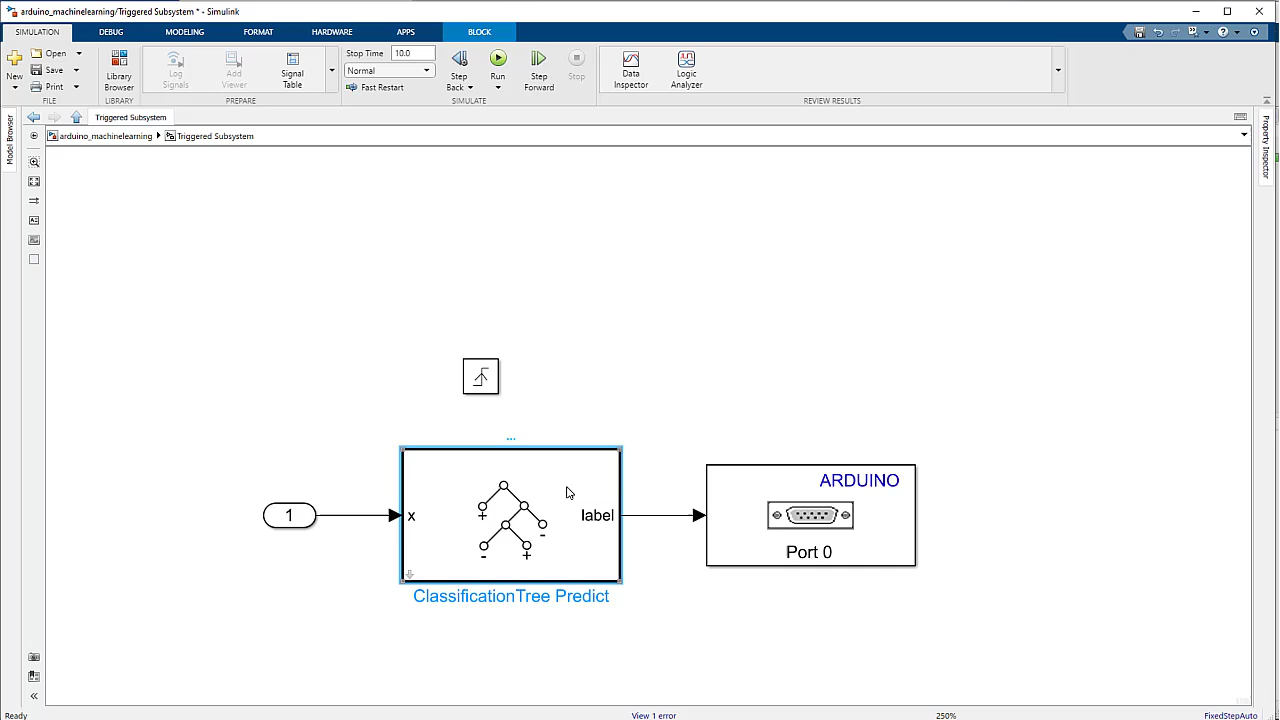 arduino_machinelearning/Triggered Subsystem * - Simulink
SIMULATION DEBUG MODELING FORMAT HARDWARE APPS BLOCK
New
Open
Save
Print
FILE
Library Browser
LIBRARY
Log Signals
Add Viewer
Signal Table
PREPARE
Stop Time 10.0
Normal
Fast Restart
Step Back
Run
Step Forward
Stop
SIMULATE
Data Inspector
Logic Analyzer
REVIEW RESULTS
Model Browser
Triggered Subsystem
arduino_machinelearning Triggered Subsystem
Property Inspector
...
1
x
label
+
-
-
+
ClassificationTree Predict
ARDUINO
Port 0
Ready
View 1 error
250%
FixedStepAuto